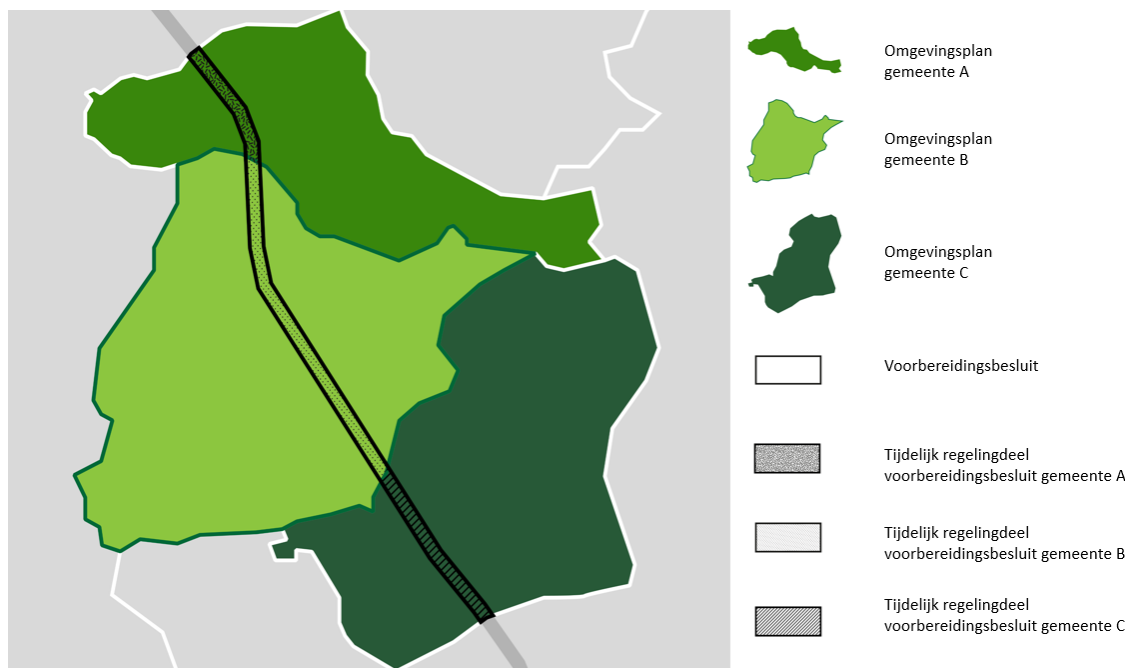 Omgevingsplan
gemeente A
Omgevingsplan
gemeente B
Omgevingsplan
gemeente C
Voorbereidingsbesluit
Tijdelijk regelingdeel
voorbereidingsbesluit gemeente A
Tijdelijk regelingdeel
voorbereidingsbesluit gemeente B
Tijdelijk regelingdeel
voorbereidingsbesluit gemeente C